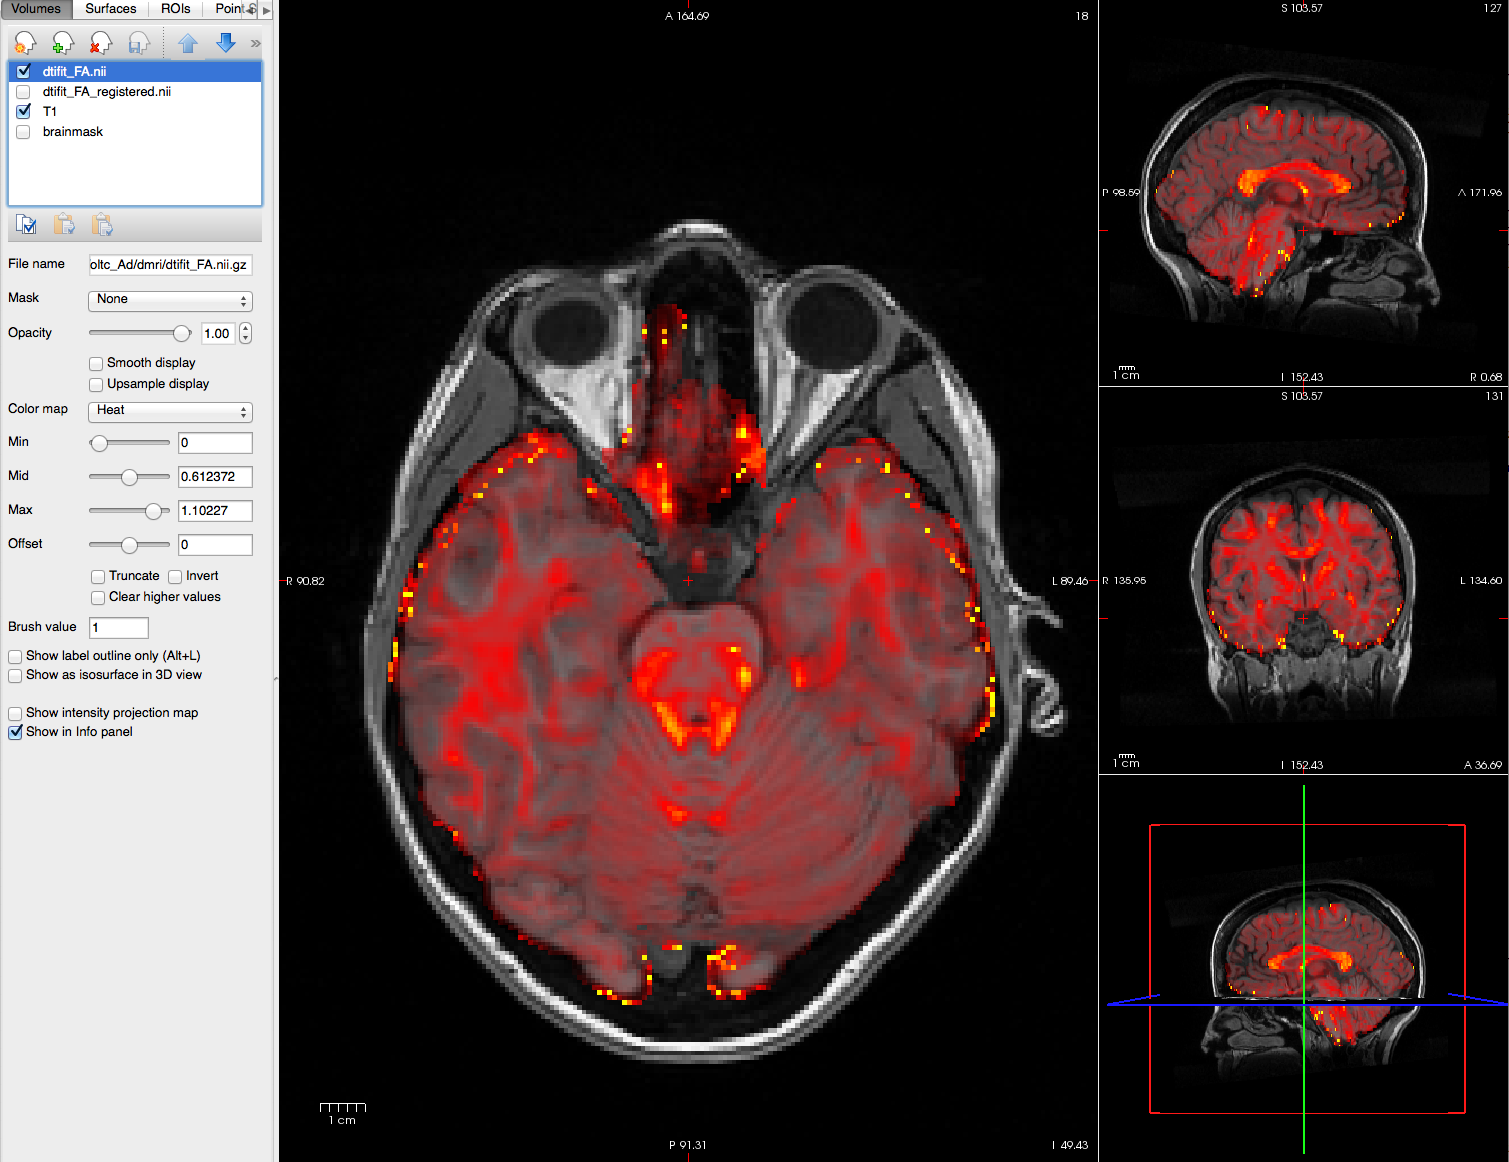 Volumes Surfaces ROIs Point S
»
dtifit_FA.nii
dtifit_FA_registered.nii
T1
brainmask
File name oltc_Ad/dmri/dtifit_FA.nii.gz
Mask None
Opacity 1.00
Smooth display
Upsample display
Color map Heat
Min 0
Mid 0.612372
Max 1.10227
Offset 0
Truncate Invert
Clear higher values
Brush value 1
Show label outline only (Alt+L)
Show as isosurface in 3D view
Show intensity projection map
Show in Info panel
A 164.69 18
R 90.82 L 89.46
1 cm
P 91.31 I 49.43
S 103.57 127
P 98.59 A 171.96
1 cm I 152.43 R 0.68
S 103.57 131
R 135.95 L 134.60
1 cm I 152.43 A 36.69